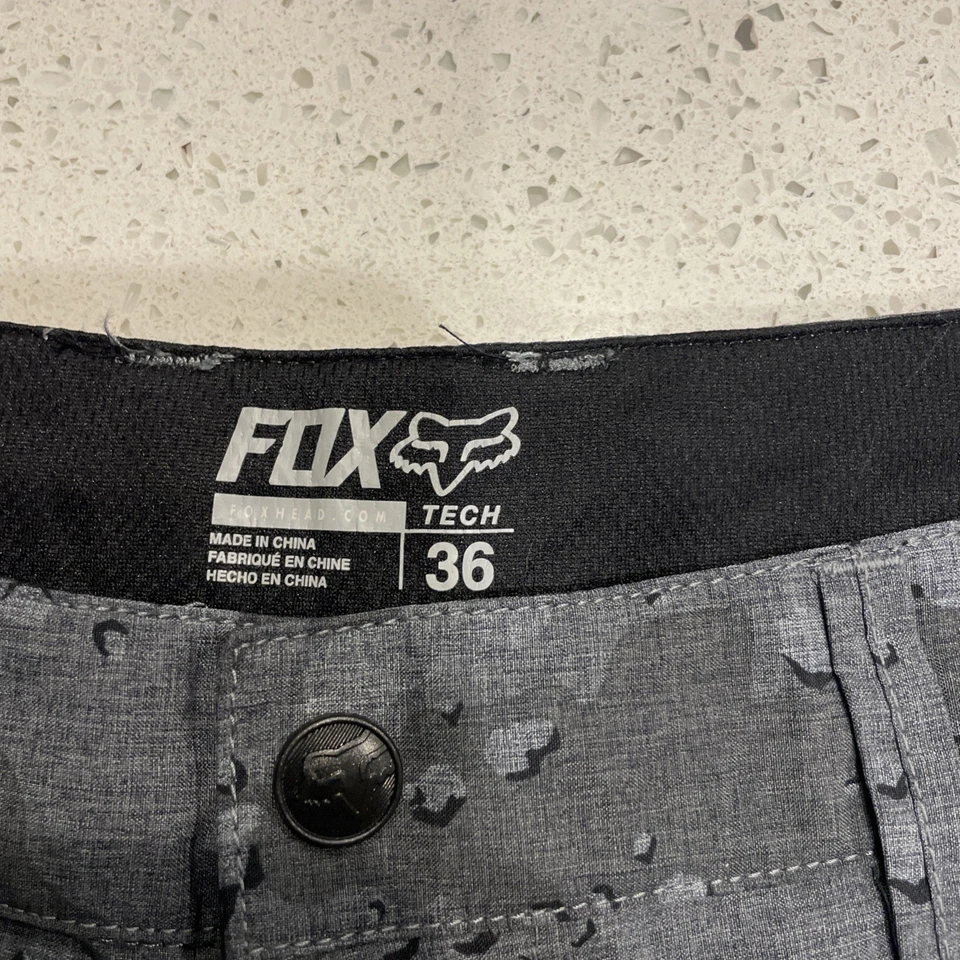 FOX
FOXHEAD.COM
TECH
MADE IN CHINA
FABRIQUÉ EN CHINE
HECHO EN CHINA
36